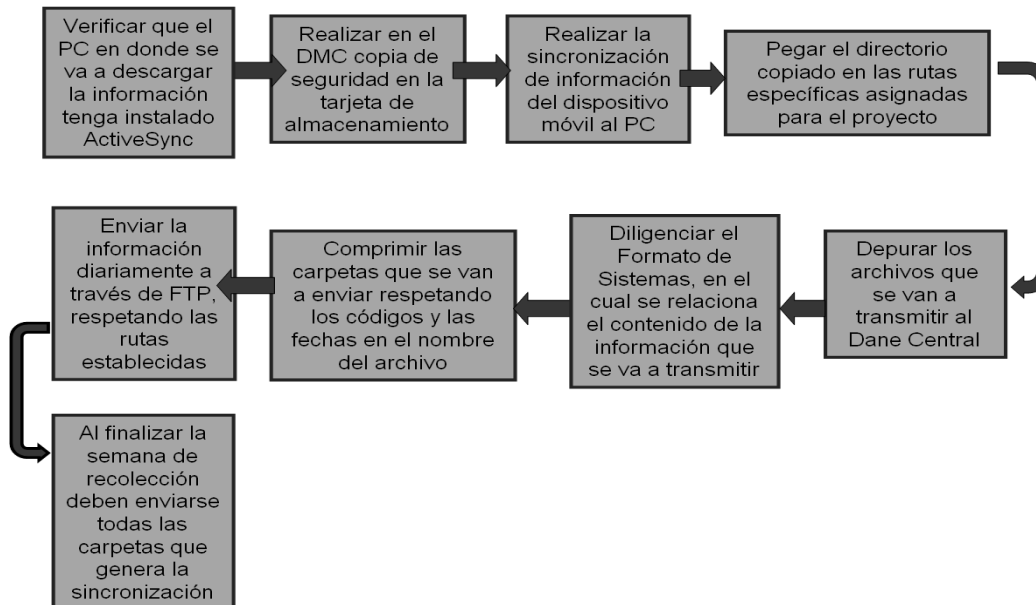 Verificar que el
PC en donde se
va a descargar
la información
tenga instalado
ActiveSync
Realizar en el
DMC copia de
seguridad en la
tarjeta de
almacenamiento
Realizar la
sincronización
de información
del dispositivo
móvil al PC
Pegar el directorio
copiado en las rutas
específicas asignadas
para el proyecto
Depurar los
archivos que
se van a
transmitir al
Dane Central
Diligenciar el
Formato de
Sistemas, en el
cual se relaciona
el contenido de la
información que
se va a transmitir
Comprimir las
carpetas que se van
a enviar respetando
los códigos y las
fechas en el nombre
del archivo
Enviar la
información
diariamente a
través de FTP,
respetando las
rutas
establecidas
Al finalizar la
semana de
recolección
deben enviarse
todas las
carpetas que
genera la
sincronización